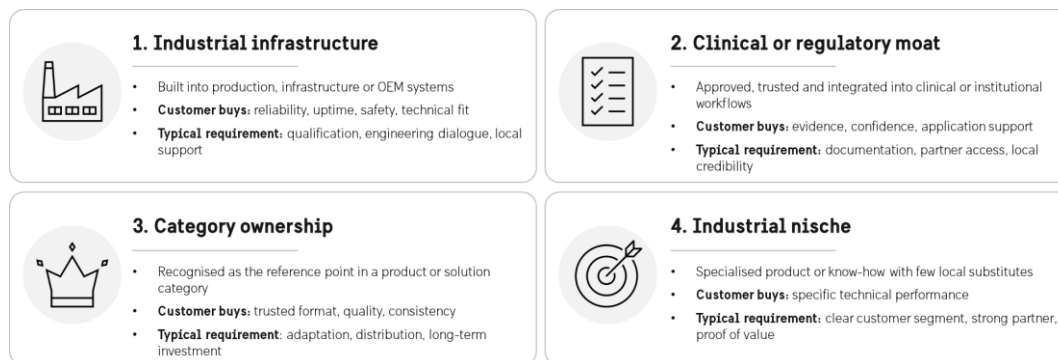 1. Industrial infrastructure
• Built into production, infrastructure or OEM systems
• Customer buys: reliability, uptime, safety, technical fit
• Typical requirement: qualification, engineering dialogue, local
support
2. Clinical or regulatory moat
• Approved, trusted and integrated into clinical or institutional
workflows
• Customer buys: evidence, confidence, application support
• Typical requirement: documentation, partner access, local
credibility
3. Category ownership
• Recognised as the reference point in a product or solution
category
• Customer buys: trusted format, quality, consistency
• Typical requirement: adaptation, distribution, long-term
investment
4. Industrial nische
• Specialised product or know-how with few local substitutes
• Customer buys: specific technical performance
• Typical requirement: clear customer segment, strong partner,
proof of value